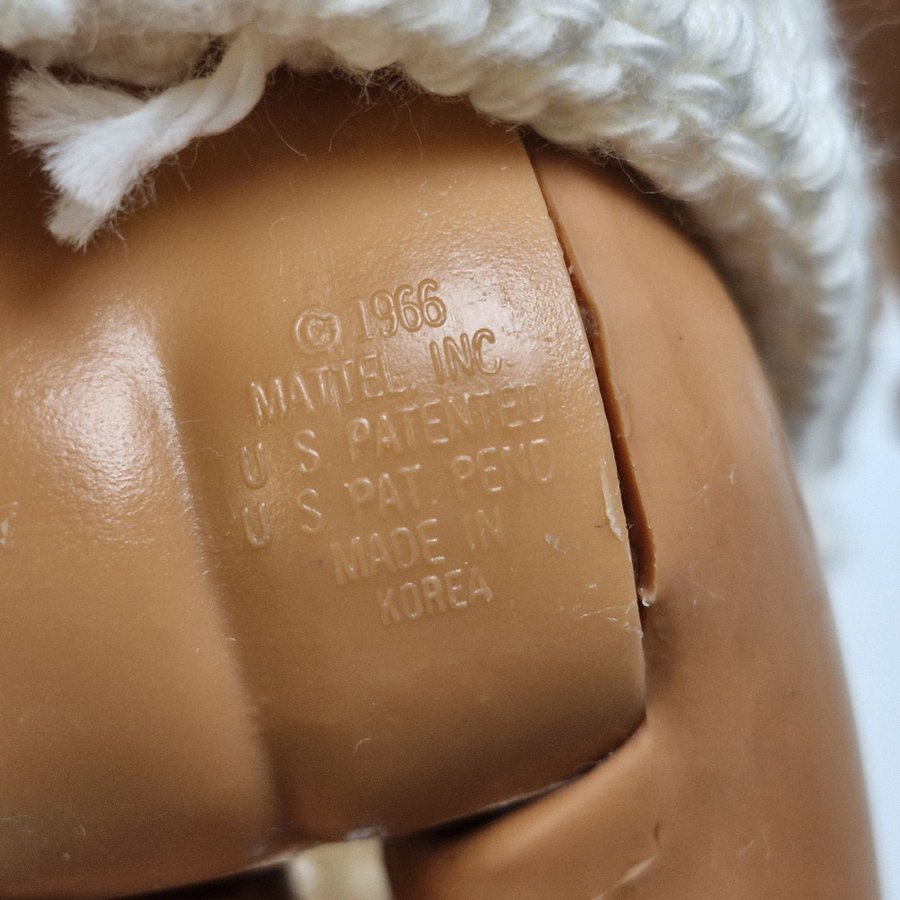 © 1966
MATTEL, INC.
U S PATENTED
U S PAT. PEND
MADE IN
KOREA